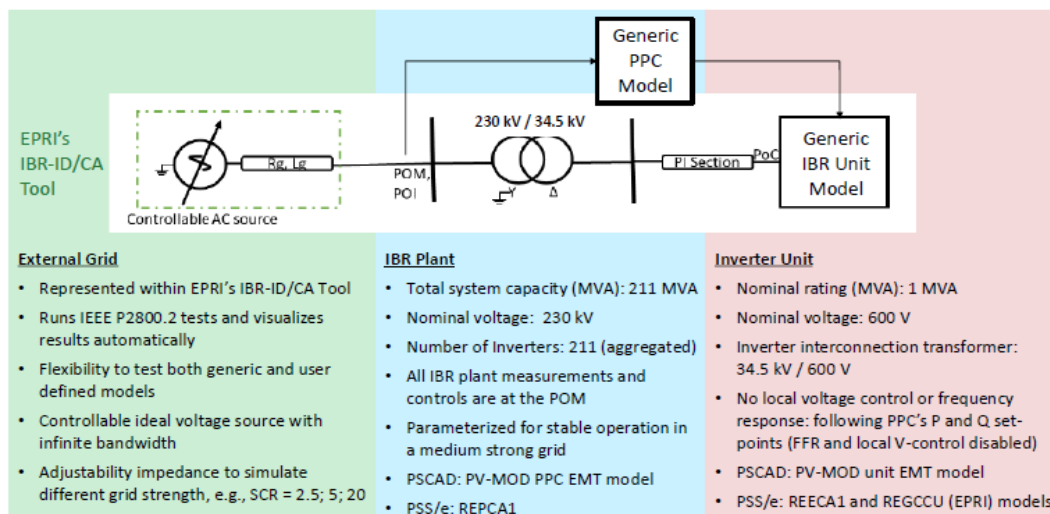 Generic
PPC
Model
EPRI's
IBR-ID/CA
Tool
230 kV / 34.5 kV
Rg, Lg
POM,
POI
Y
Δ
PI Section
PoC
Generic
IBR Unit
Model
Controllable AC source
External Grid
• Represented within EPRI's IBR-ID/CA Tool
• Runs IEEE P2800.2 tests and visualizes
results automatically
• Flexibility to test both generic and user
defined models
• Controllable ideal voltage source with
infinite bandwidth
• Adjustability impedance to simulate
different grid strength, e.g., SCR = 2.5; 5; 20
IBR Plant
• Total system capacity (MVA): 211 MVA
• Nominal voltage: 230 kV
• Number of Inverters: 211 (aggregated)
• All IBR plant measurements and
controls are at the POM
• Parameterized for stable operation in
a medium strong grid
• PSCAD: PV-MOD PPC EMT model
• PSS/e: REPCA1
Inverter Unit
• Nominal rating (MVA): 1 MVA
• Nominal voltage: 600 V
• Inverter interconnection transformer:
34.5 kV / 600 V
• No local voltage control or frequency
response: following PPC's P and Q set-
points (FFR and local V-control disabled)
• PSCAD: PV-MOD unit EMT model
• PSS/e: REECA1 and REGCCU (EPRI) models